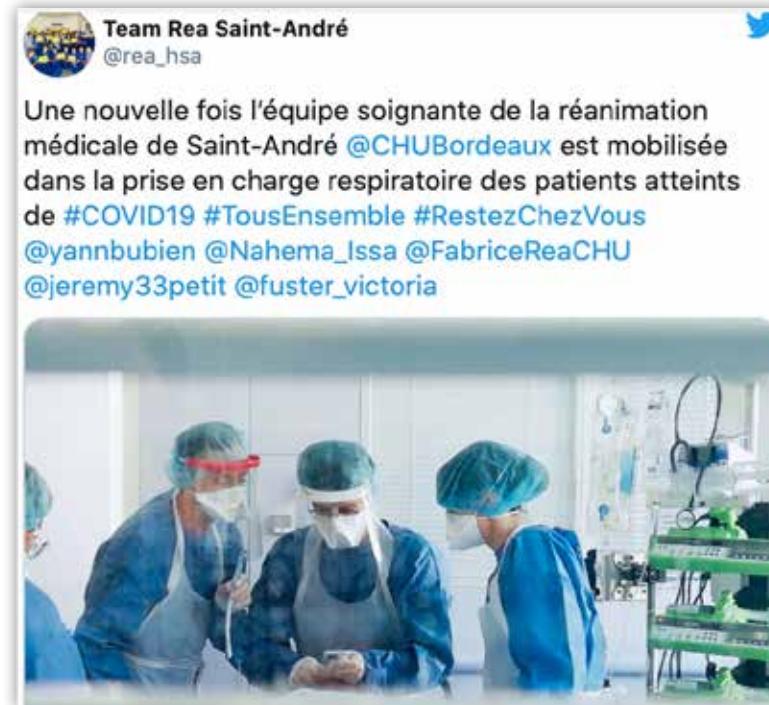 Team Rea Saint-André
@rea_hsa
Une nouvelle fois l'équipe soignante de la réanimation
médicale de Saint-André @CHUBordeaux est mobilisée
dans la prise en charge respiratoire des patients atteints
de #COVID19 #TousEnsemble #RestezChezVous
@yannbubien @Nahema_Issa @FabriceReaCHU
@jeremy33petit @fuster_victoria